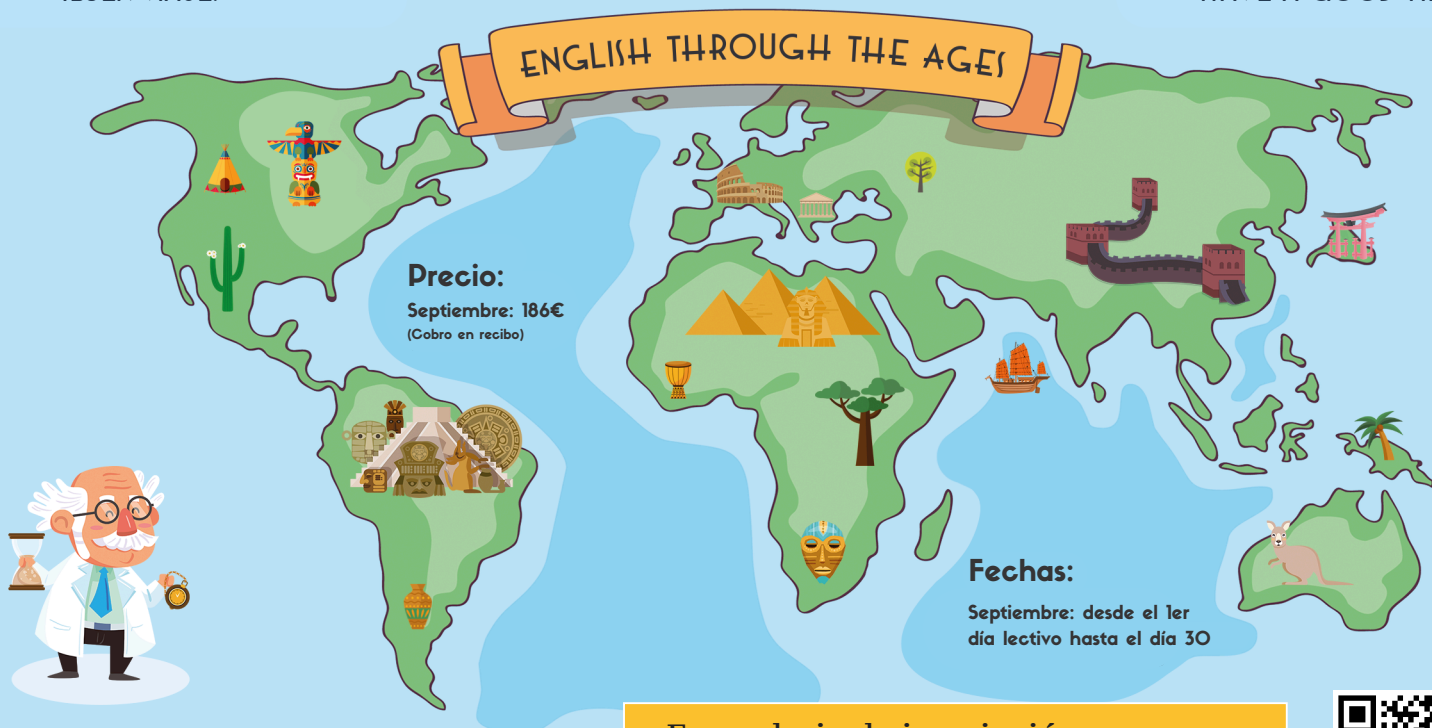 ENGLISH THROUGH THE AGES
Precio:
Septiembre: 186€
(Cobro en recibo)
Fechas:
Septiembre: desde el 1er
día lectivo hasta el día 30